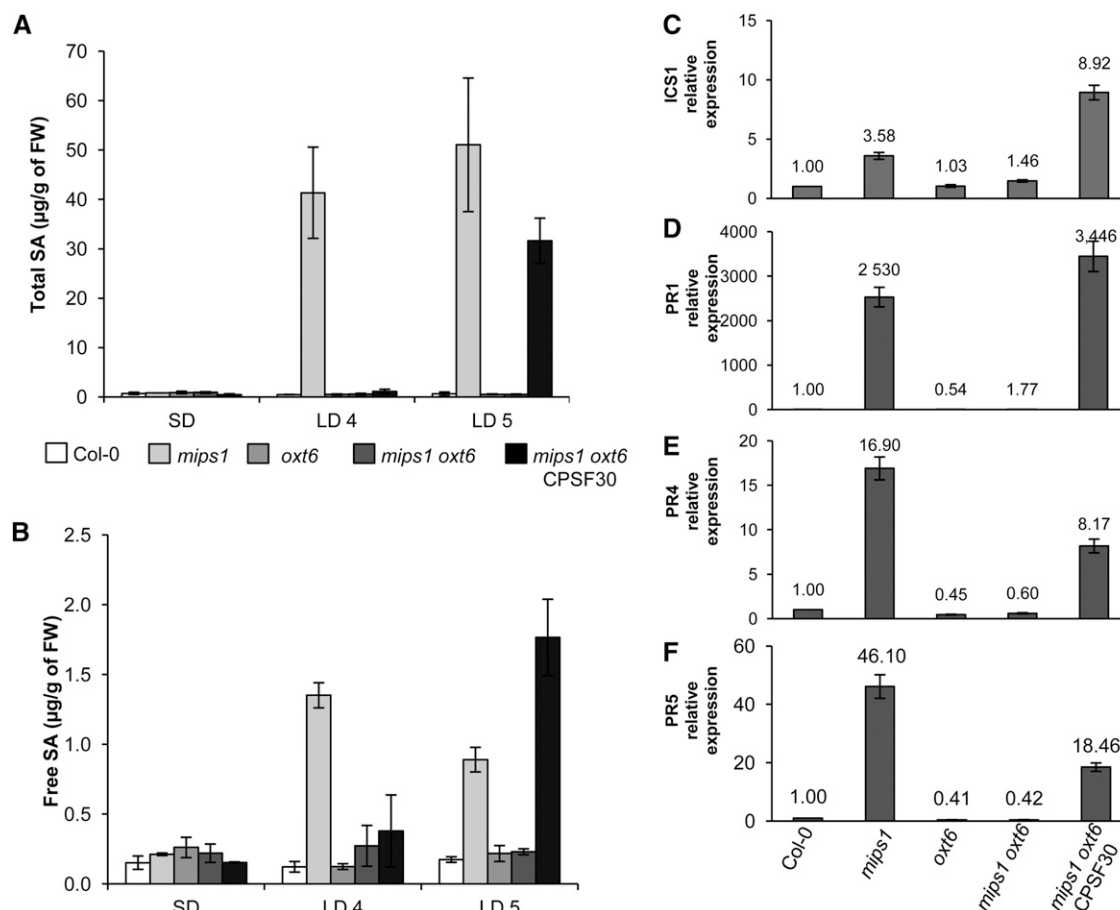 A
Total SA (µg/g of FW)
70
60
50
40
30
20
10
0
SD
LD 4
LD 5
Col-0
mips1
oxt6
mips1 oxt6
mips1 oxt6
CPSF30
B
Free SA (µg/g of FW)
2.5
2.0
1.5
1.0
0.5
0.0
SD
LD 4
LD 5
C
ICS1
relative
expression
15
10
5
0
1.00
3.58
1.03
1.46
8.92
D
PR1
relative
expression
4000
3000
2000
1000
0
1.00
2 530
0.54
1.77
3,446
E
PR4
relative
expression
20
15
10
5
0
1.00
16.90
0.45
0.60
8.17
F
PR5
relative
expression
60
40
20
0
1.00
46.10
0.41
0.42
18.46
Col-0
mips1
oxt6
mips1 oxt6
mips1 oxt6
CPSF30